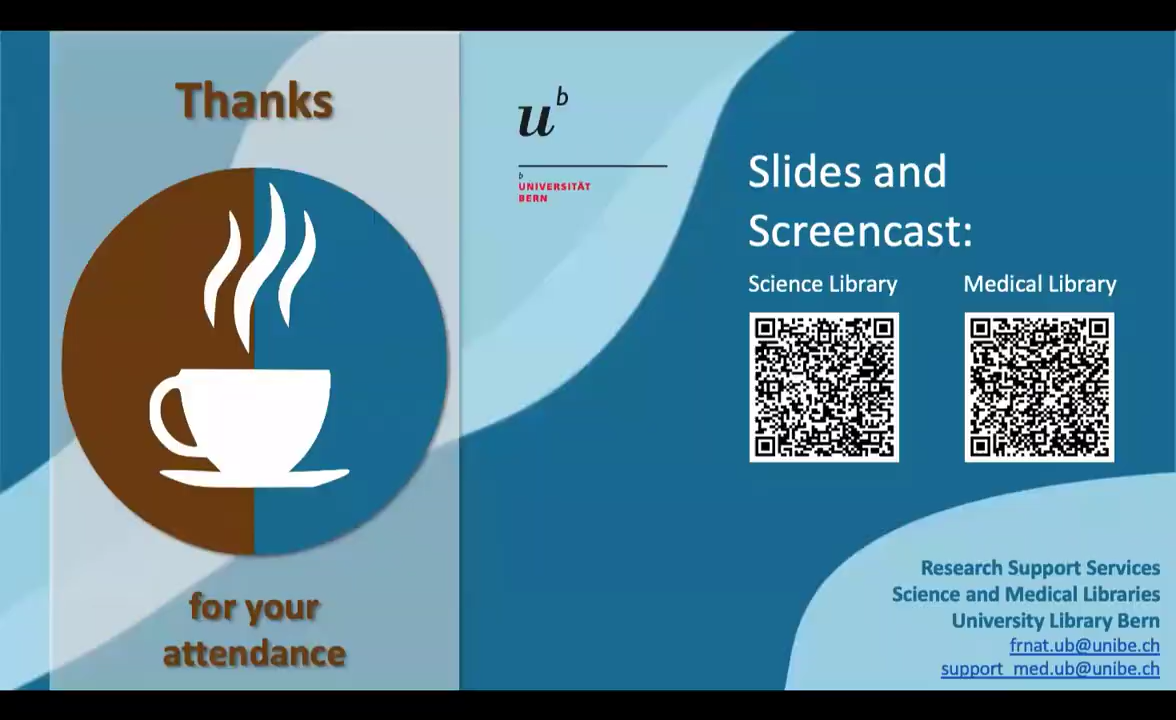 Thanks
for your
attendance
u b
b
UNIVERSITÄT
BERN
Slides and
Screencast:
Science Library
Medical Library
Research Support Services
Science and Medical Libraries
University Library Bern
frnat.ub@unibe.ch
support_med.ub@unibe.ch